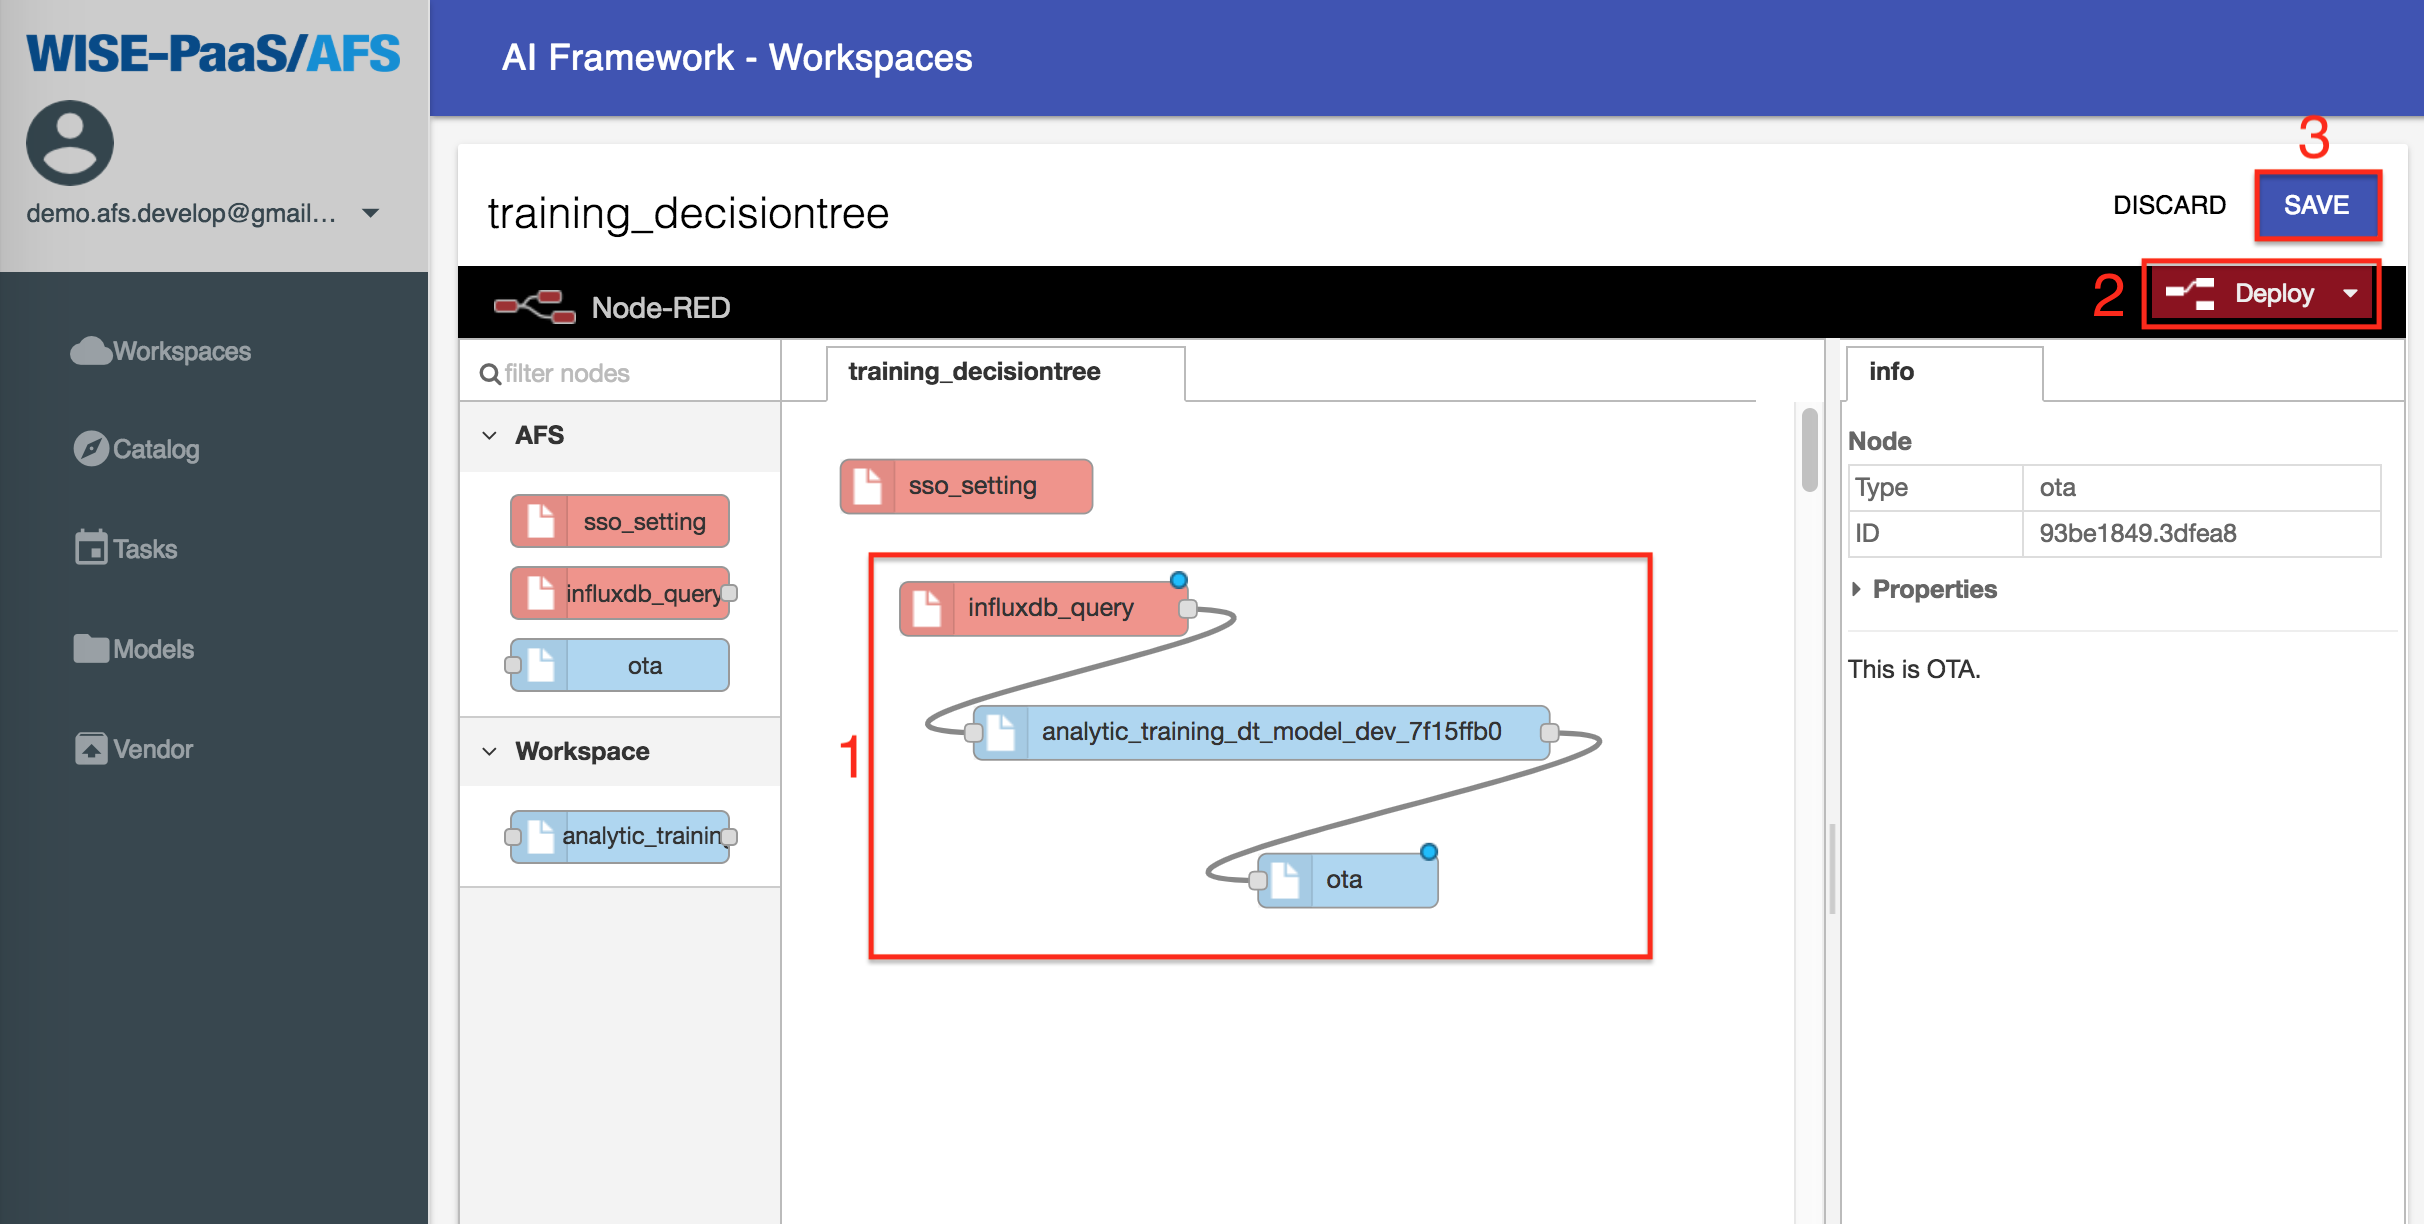 WISE-PaaS/AFS
demo.afs.develop@gmail...
Workspaces
Catalog
Tasks
Models
Vendor
AI Framework - Workspaces
3
training_decisiontree
DISCARD
SAVE
Node-RED
2
Deploy
filter nodes
AFS
sso_setting
influxdb_query
ota
Workspace
analytic_training
training_decisiontree
sso_setting
1
influxdb_query
analytic_training_dt_model_dev_7f15ffb0
ota
info
Node
Type ota
ID 93be1849.3dfea8
Properties
This is OTA.